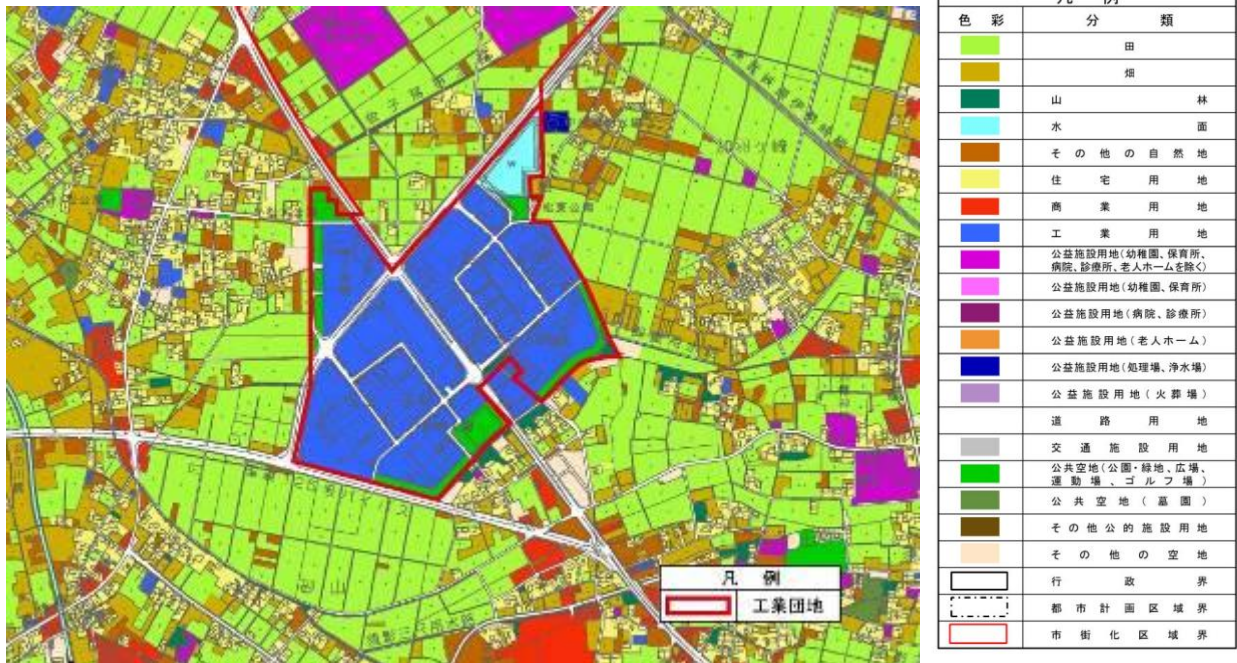 W
松東公園
凡 例
工業団地
凡 例
色 彩 分 類
田
畑
山 林
水 面
そ の 他 の 自 然 地
住 宅 用 地
商 業 用 地
工 業 用 地
公益施設用地(幼稚園、保育所、
病院、診療所、老人ホームを除く)
公益施設用地(幼稚園、保育所)
公益施設用地(病院、診療所)
公益施設用地(老人ホーム)
公益施設用地(処理場、浄水場)
公益施設用地(火葬場)
道 路 用 地
交 通 施 設 用 地
公共空地(公園・緑地、広場、
運動場、ゴルフ場)
公 共 空 地 ( 墓 園 )
そ の 他 公 的 施 設 用 地
そ の 他 の 空 地
行 政 界
都 市 計 画 区 域 界
市 街 化 区 域 界